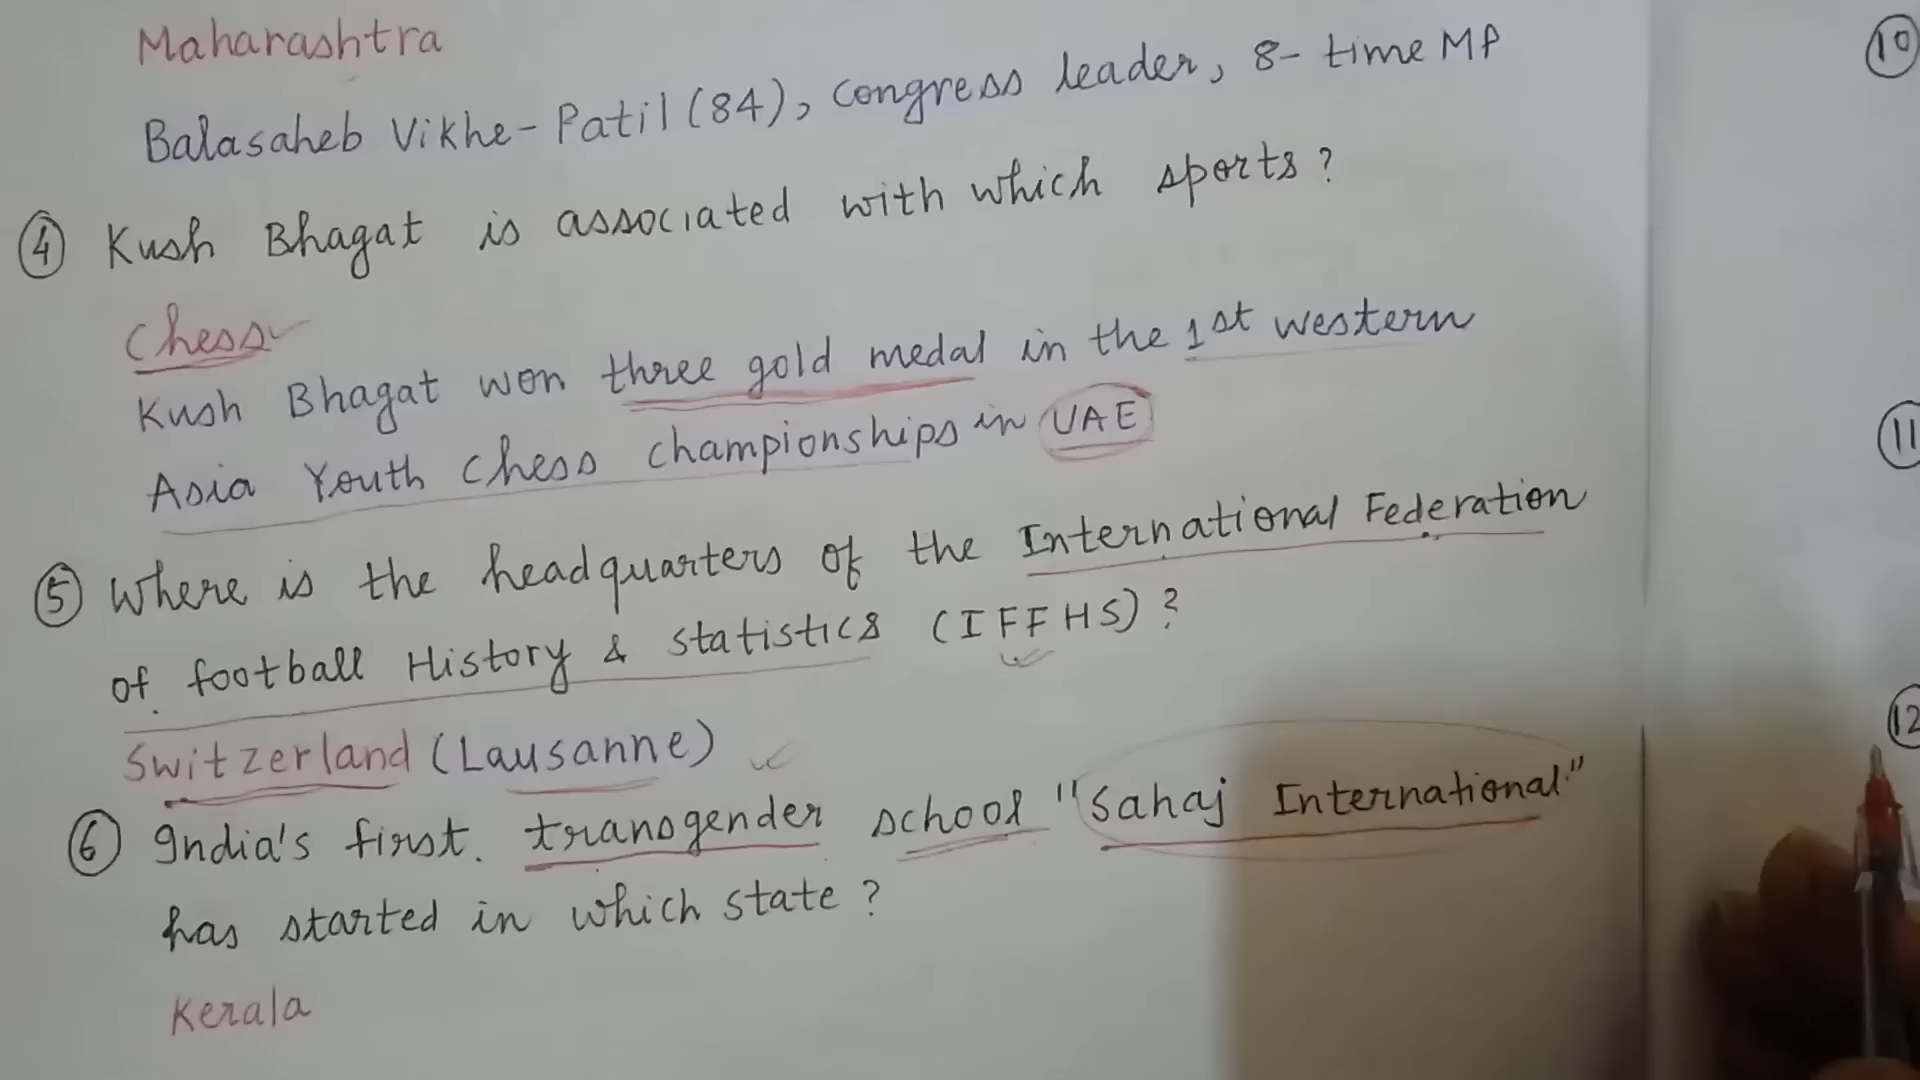 Maharashtra
Balasaheb Vikhe-Patil (84), Congress leader, 8-time MP
④ Kush Bhagat is associated with which sports?
Chess
Kush Bhagat won three gold medal in the 1st western
Asia Youth Chess championships in UAE
⑤ Where is the headquarters of the International Federation
of football History & statistics (IFFHS)?
Switzerland (Lausanne)
⑥ India's first transgender school "Sahaj International"
has started in which state?
Kerala
⑩
⑪
⑫